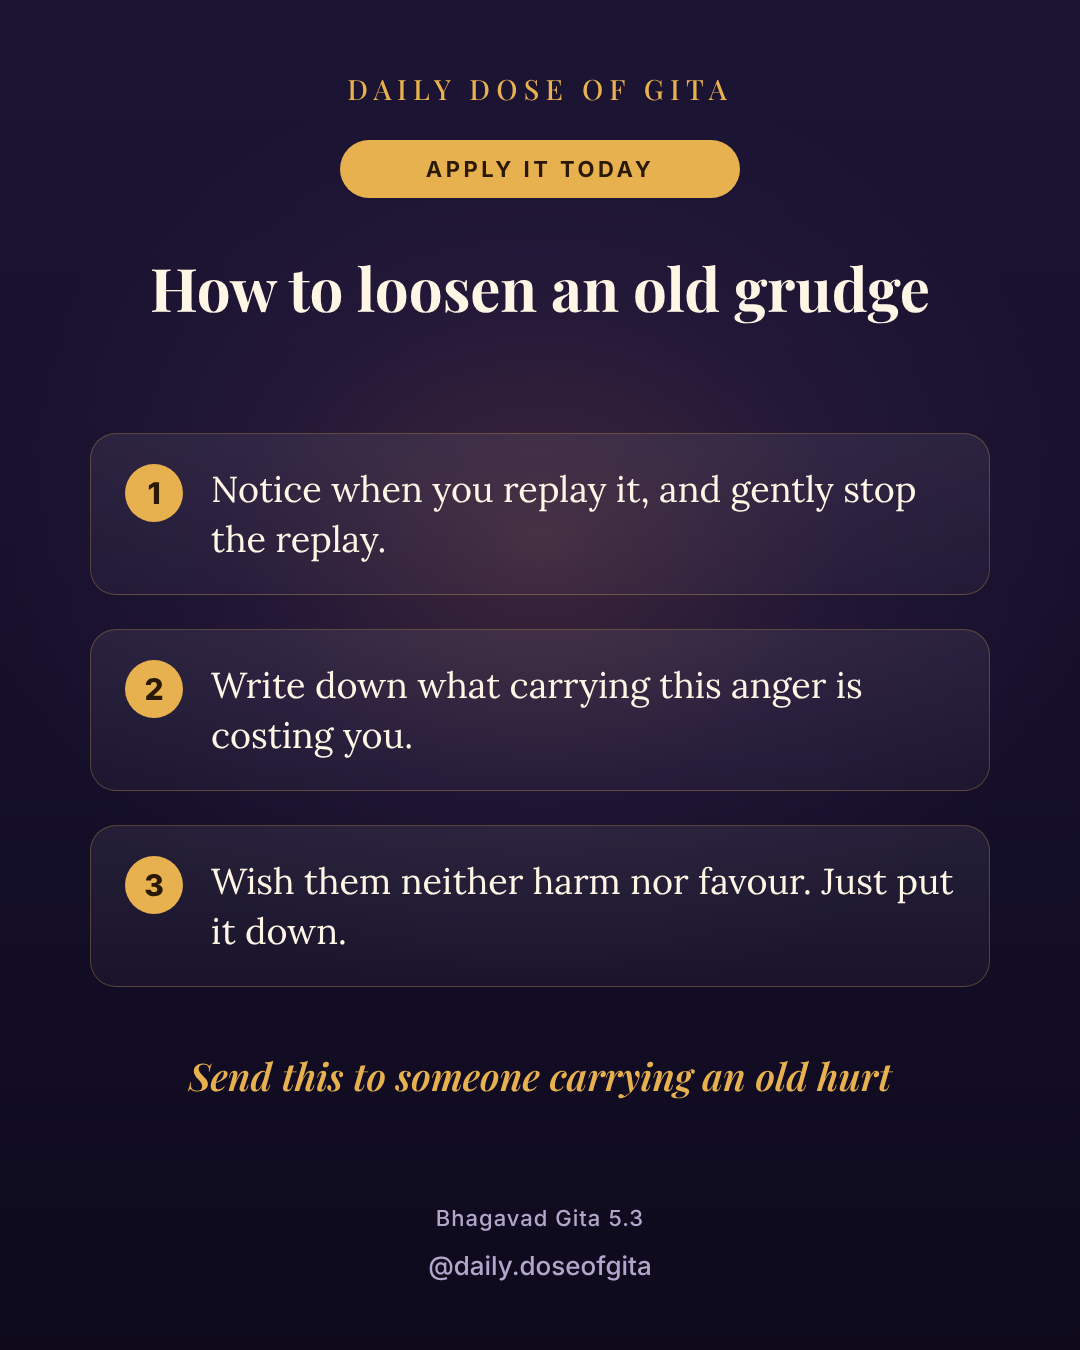 DAILY DOSE OF GITA
APPLY IT TODAY
How to loosen an old grudge
1 Notice when you replay it, and gently stop
the replay.
2 Write down what carrying this anger is
costing you.
3 Wish them neither harm nor favour. Just put
it down.
Send this to someone carrying an old hurt
Bhagavad Gita 5.3
@daily.doseofgita